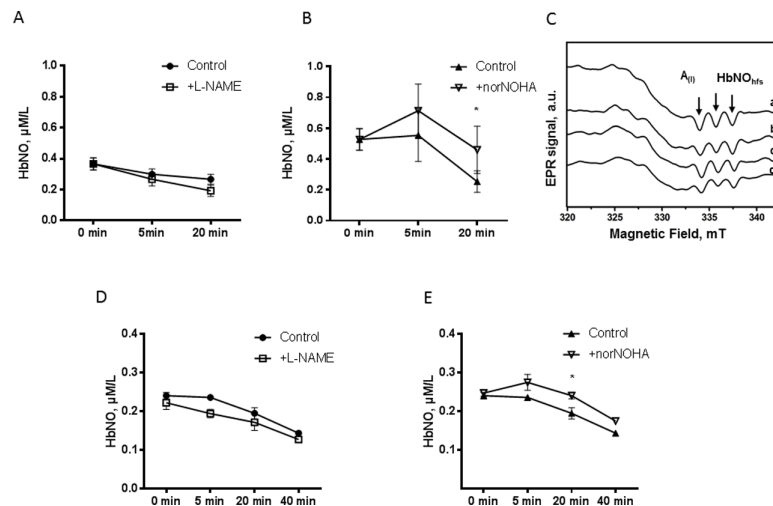 A
Control
+L-NAME
HbNO, µM/L
1.0
0.8
0.6
0.4
0.2
0.0
0 min
5min
20 min
B
Control
+norNOHA
HbNO, µM/L
1.0
0.8
0.6
0.4
0.2
0.0
*
0 min
5min
20 min
C
A(I)
HbNOhfs
a
b
EPR signal, a.u.
320
325
330
335
340
Magnetic Field, mT
D
Control
+L-NAME
HbNO, µM/L
0.4
0.3
0.2
0.1
0.0
0 min
5 min
20 min
40 min
E
Control
+norNOHA
HbNO, µM/L
0.4
0.3
0.2
0.1
0.0
*
0 min
5 min
20 min
40 min